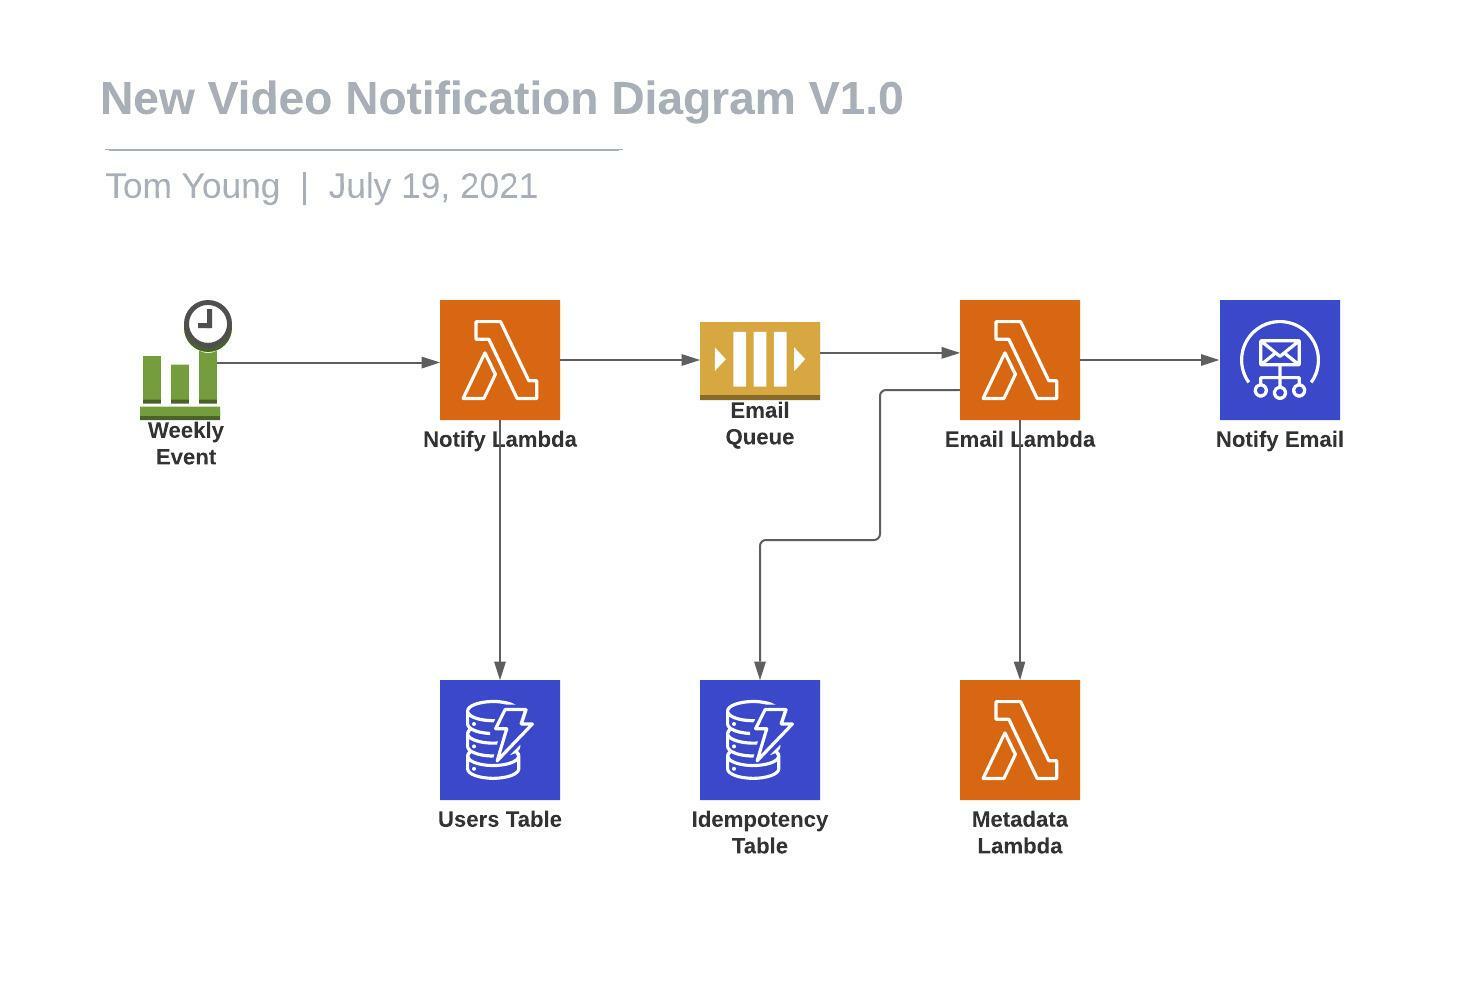 New Video Notification Diagram V1.0
Tom Young | July 19, 2021
Weekly
Event
Notify Lambda
Email
Queue
Email Lambda
Notify Email
Users Table
Idempotency
Table
Metadata
Lambda